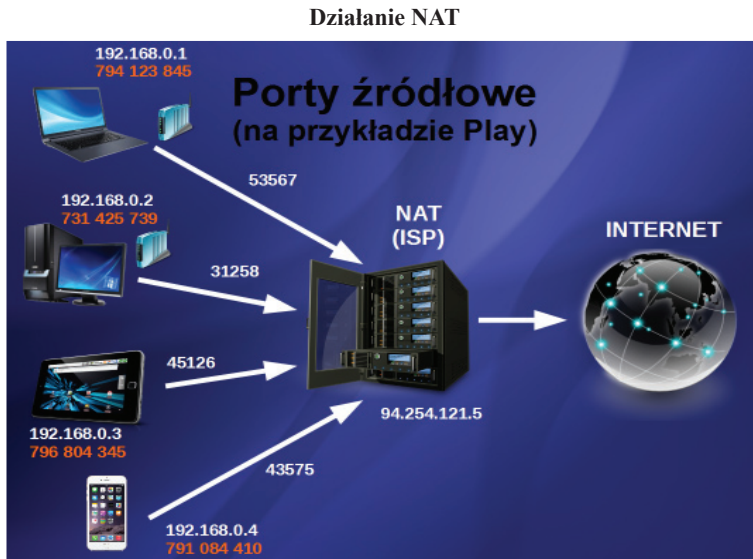 Działanie NAT
192.168.0.1
794 123 845
Porty źródłowe
(na przykładzie Play)
53567
192.168.0.2
731 425 739
NAT
(ISP)
INTERNET
31258
45126
192.168.0.3
796 804 345
94.254.121.5
43575
192.168.0.4
791 084 410